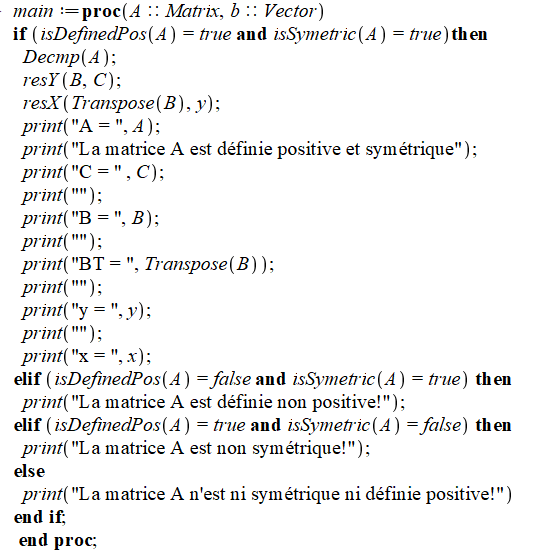 main := proc(A :: Matrix, b :: Vector)
if (isDefinedPos(A) = true and isSymetric(A) = true)then
Decmp(A);
resY(B, C);
resX(Transpose(B), y);
print("A = ", A);
print("La matrice A est définie positive et symétrique");
print("C = " , C);
print("");
print("B = ", B);
print("");
print("BT = ", Transpose(B));
print("");
print("y = ", y);
print("");
print("x = ", x);
elif (isDefinedPos(A) = false and isSymetric(A) = true) then
print("La matrice A est définie non positive!");
elif (isDefinedPos(A) = true and isSymetric(A) = false) then
print("La matrice A est non symétrique!");
else
print("La matrice A n'est ni symétrique ni définie positive!")
end if;
end proc;